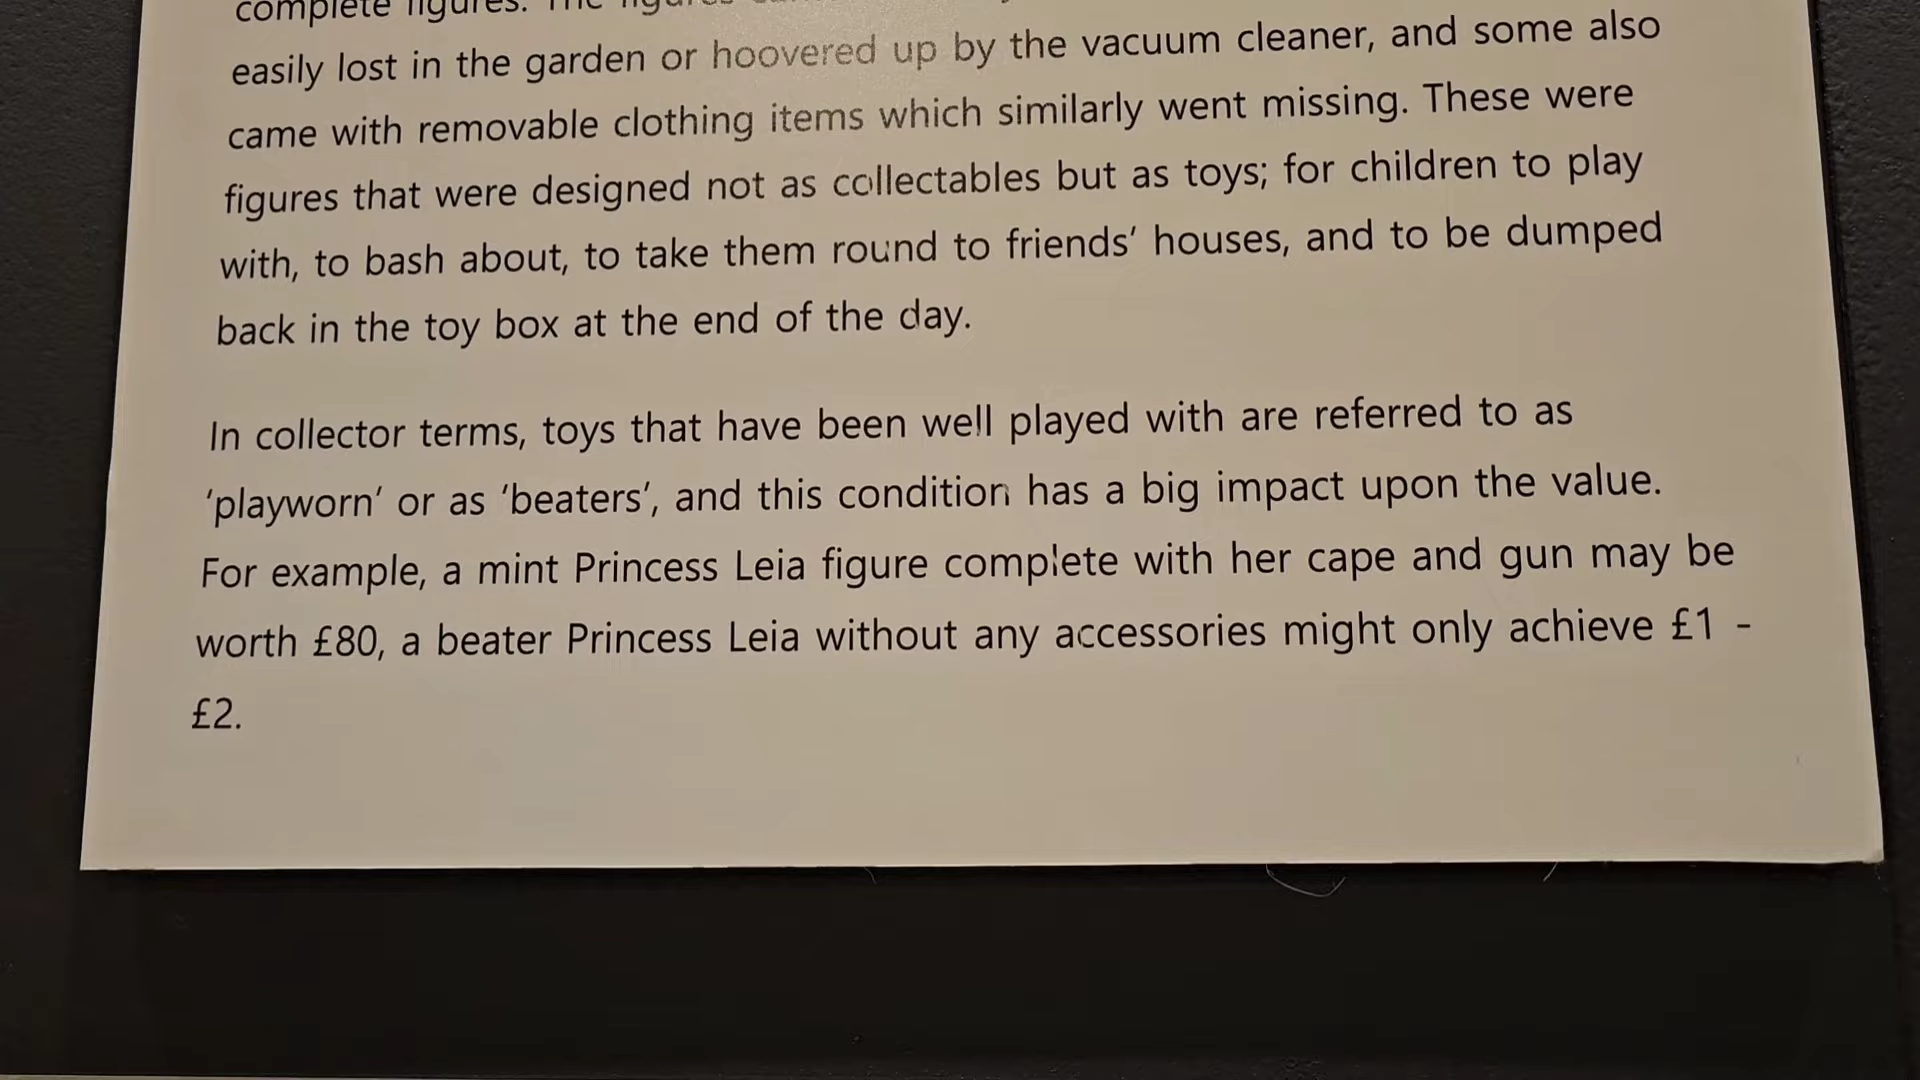 complete figures. The figures
easily lost in the garden or hoovered up by the vacuum cleaner, and some also
came with removable clothing items which similarly went missing. These were
figures that were designed not as collectables but as toys; for children to play
with, to bash about, to take them round to friends’ houses, and to be dumped
back in the toy box at the end of the day.
In collector terms, toys that have been well played with are referred to as
‘playworn’ or as ‘beaters’, and this condition has a big impact upon the value.
For example, a mint Princess Leia figure complete with her cape and gun may be
worth £80, a beater Princess Leia without any accessories might only achieve £1 -
£2.